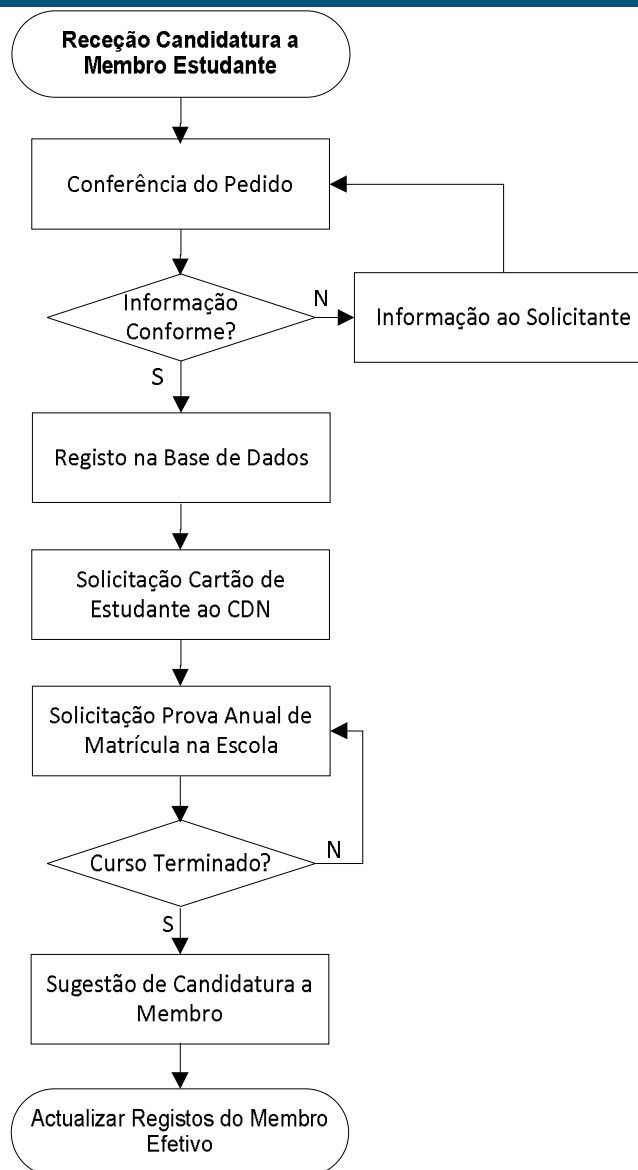 Receção Candidatura a
Membro Estudante
Conferência do Pedido
Informação
Conforme?
N
Informação ao Solicitante
S
Registo na Base de Dados
Solicitação Cartão de
Estudante ao CDN
Solicitação Prova Anual de
Matrícula na Escola
Curso Terminado?
N
S
Sugestão de Candidatura a
Membro
Actualizar Registos do Membro
Efetivo